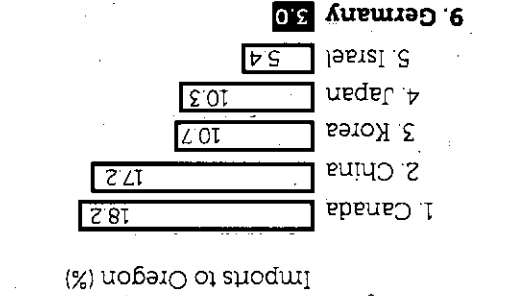 Imports to Oregon (%)
1. Canada 18.2
2. China 17.2
3. Korea 10.7
4. Japan 10.3
5. Israel 5.4
9. Germany 3.0